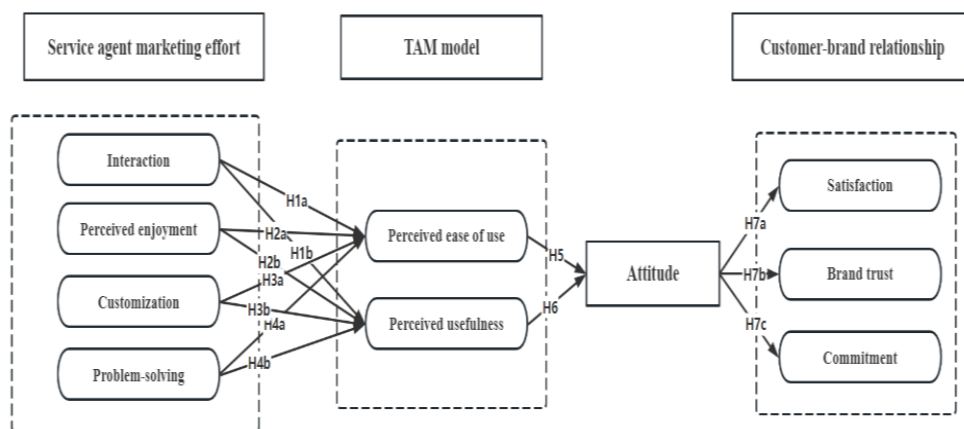 Service agent marketing effort
TAM model
Customer-brand relationship
Interaction
Perceived enjoyment
Customization
Problem-solving
H1a
H2a
H1b
H2b
H3a
H3b
H4a
H4b
Perceived ease of use
Perceived usefulness
H5
H6
Attitude
H7a
H7b
H7c
Satisfaction
Brand trust
Commitment